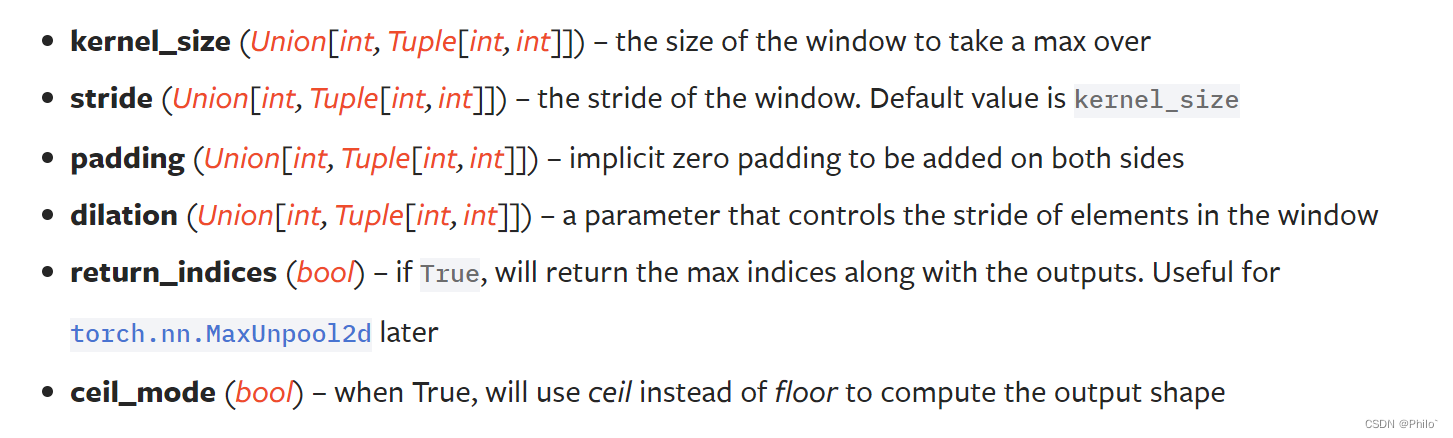 • kernel_size (Union[int, Tuple[int, int]]) – the size of the window to take a max over
• stride (Union[int, Tuple[int, int]]) – the stride of the window. Default value is kernel_size
• padding (Union[int, Tuple[int, int]]) – implicit zero padding to be added on both sides
• dilation (Union[int, Tuple[int, int]]) – a parameter that controls the stride of elements in the window
• return_indices (bool) – if True, will return the max indices along with the outputs. Useful for
torch.nn.MaxUnpool2d later
• ceil_mode (bool) – when True, will use ceil instead of floor to compute the output shape
CSDN @Philo`